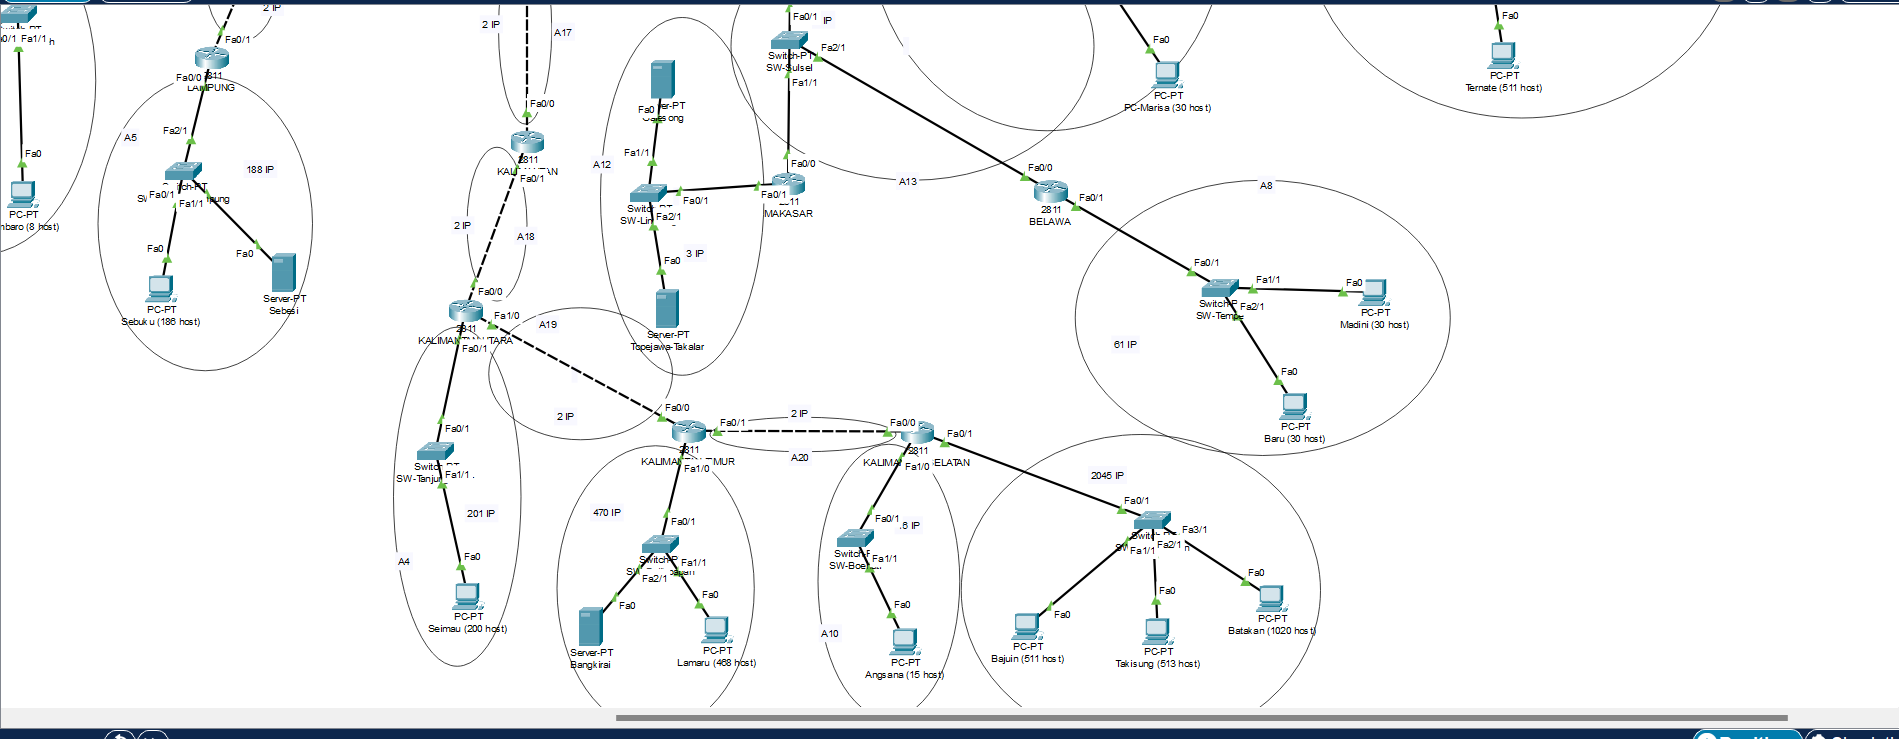 2 IP
Fa1/1
Fa0
PC-PT
Fa0/1
Fa0/0
2811
LAMPUNG
A5
Fa2/1
188 IP
Fa0/1
Fa1/1
Fa0
Fa0
PC-PT
Sebuku (186 host)
Server-PT
Sebesi
2 IP
A17
Fa0/0
2811
Fa0/1
2 IP
A18
Fa0/0
Fa1/0
Fa0/1
A19
2 IP
Fa0/1
Fa1/1
201 IP
A4
Fa0
PC-PT
Seimau (200 host)
A12
Fa0
Fa1/1
Fa0/1
Fa2/1
3 IP
Fa0
Server-PT
Topejawa-Takalar
Fa0/1
IP
Switch-PT
SW-Sulsel
Fa2/1
Fa1/1
Fa0/0
Fa0/1
MAKASAR
A13
Fa0
PC-PT
PC-Marisa (30 host)
Fa0
PC-PT
Ternate (511 host)
Fa0/0
Fa0/1
2811
BELAWA
A8
Fa0/1
Fa1/1
Fa0
SW-Tempe
Fa2/1
PC-PT
Madini (30 host)
61 IP
Fa0
PC-PT
Baru (30 host)
Fa0/0
Fa0/1
2811
Fa1/0
2 IP
A20
470 IP
Fa0/1
Fa1/1
Fa2/1
Fa0
Fa0
Server-PT
Bangkirai
PC-PT
Lamaru (468 host)
Fa0/0
Fa0/1
2811
Fa1/0
Fa0/1
Fa1/1
Fa0
A10
PC-PT
Angsana (15 host)
2045 IP
Fa0/1
Fa3/1
Fa1/1
Fa2/1
Fa0
Fa0
Fa0
PC-PT
Bajuin (511 host)
PC-PT
Takisung (513 host)
PC-PT
Batakan (1020 host)